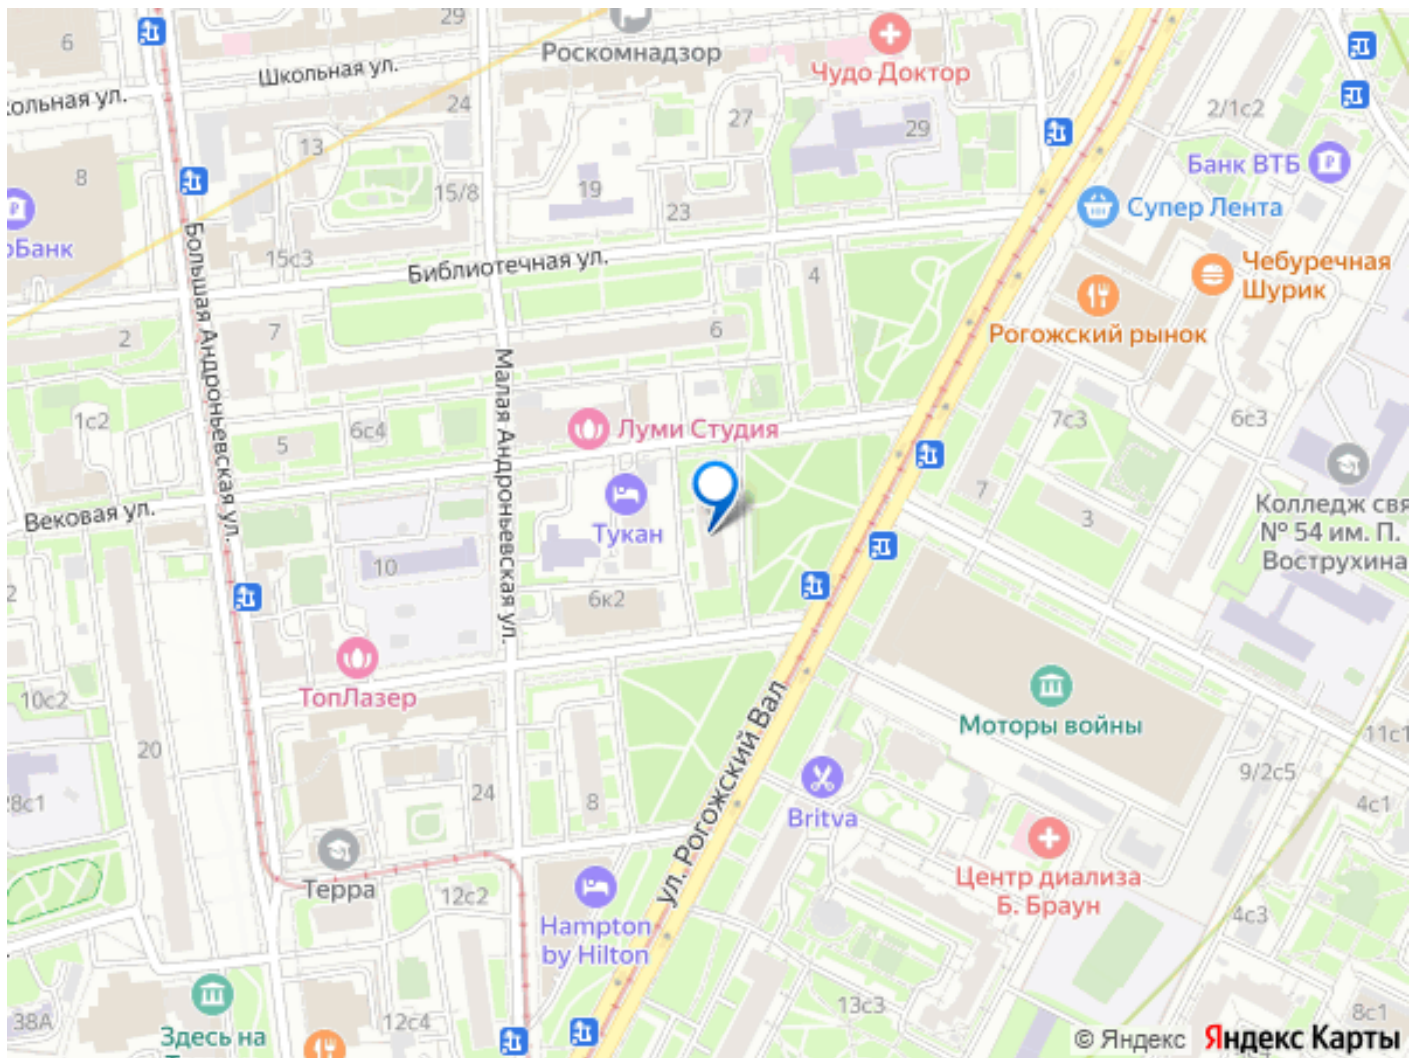 29
6
Роскомнадзор
Чудо Доктор
Школьная ул.
кольная ул.
24
27
29
2/1с2
13
Банк ВТБ
8
15/8
19
23
Супер Лента
оБанк
15с3
Библиотечная ул.
4
Чебуречная
Шурик
2
7
6
Рогожский рынок
Большая Андроньевская ул.
Малая Андроньевская ул.
1с2
5
6с4
Луми Студия
7с3
6с3
Вековая ул.
Тукан
7
3
Колледж свя
№ 54 им. П.
Вострухина
10
2
6к2
ТопЛазер
10с2
Моторы войны
11с1
20
ул. Рогожский Вал
9/2с5
28с1
24
8
Britva
4с1
Терра
12с2
Центр диализа
Б. Браун
Hampton
by Hilton
4с3
38А
Здесь на
12с4
13с3
8с1
© Яндекс Яндекс Карты